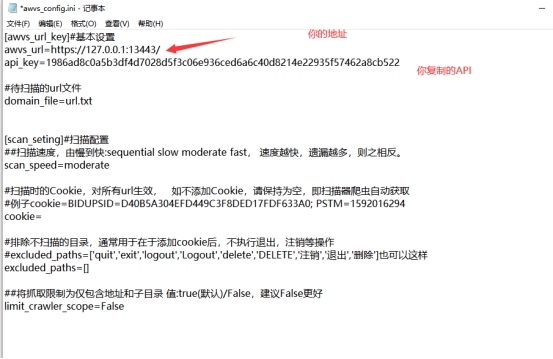 *awvs_config.ini - 记事本
文件(F) 编辑(E) 格式(O) 查看(V) 帮助(H)
[awvs_url_key]#基本设置
你的地址
awvs_url=https://127.0.0.1:13443/
api_key=1986ad8c0a5b3df4d7028d5f3c06e936ced6a6c40d8214e22935f57462a8cb522
你复制的API
#待扫描的url文件
domain_file=url.txt
[scan_seting]#扫描配置
##扫描速度，由慢到快:sequential slow moderate fast， 速度越快，遗漏越多，则之相反。
scan_speed=moderate
#扫描时的Cookie，对所有url生效， 如不添加Cookie，请保持为空，即扫描器爬虫自动获取
#例子cookie=BIDUPSID=D40B5A304EFD449C3F8DED17FDF633A0; PSTM=1592016294
cookie=
#排除不扫描的目录，通常用于在于添加cookie后，不执行退出，注销等操作
#excluded_paths=['quit','exit','logout','Logout','delete','DELETE','注销','退出','删除']也可以这样
excluded_paths=[]
##将抓取限制为仅包含地址和子目录 值:true(默认)/False，建议False更好
limit_crawler_scope=False